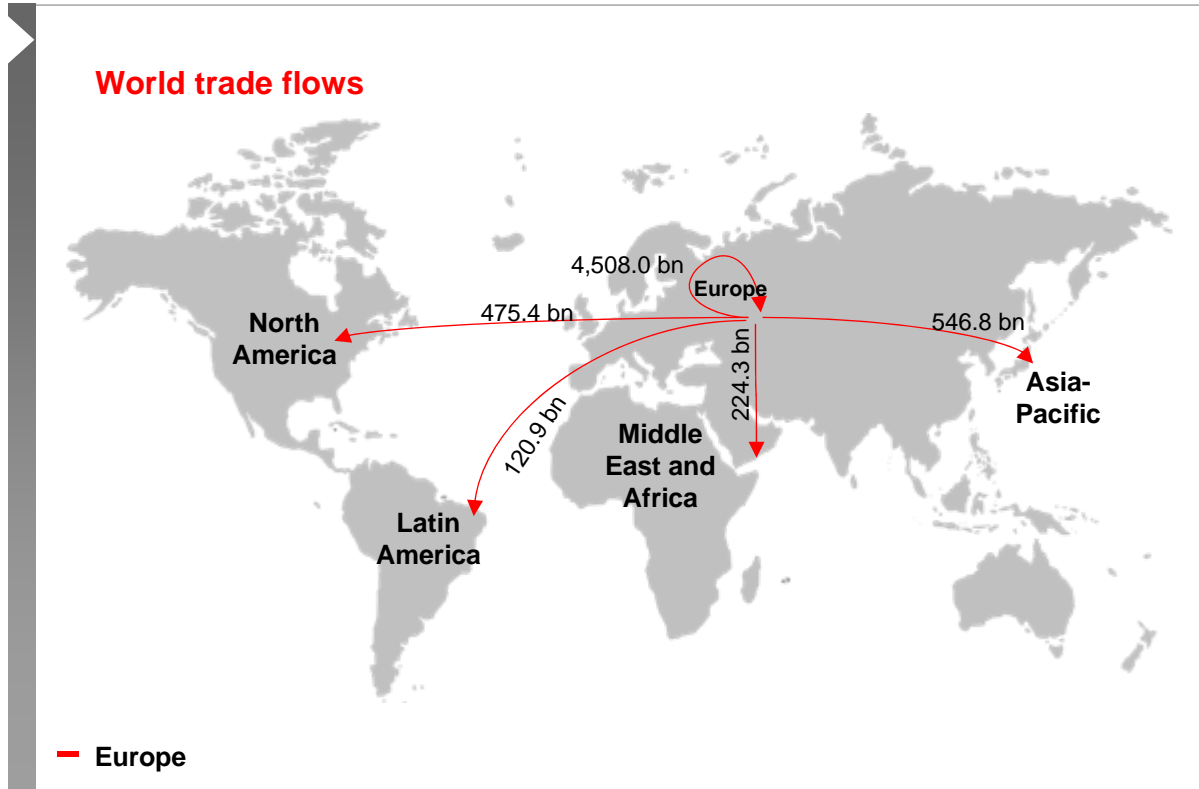 World trade flows
4,508.0 bn
Europe
475.4 bn
546.8 bn
North
America
224.3 bn
Asia-
Pacific
120.9 bn
Middle
East and
Africa
Latin
America
Europe